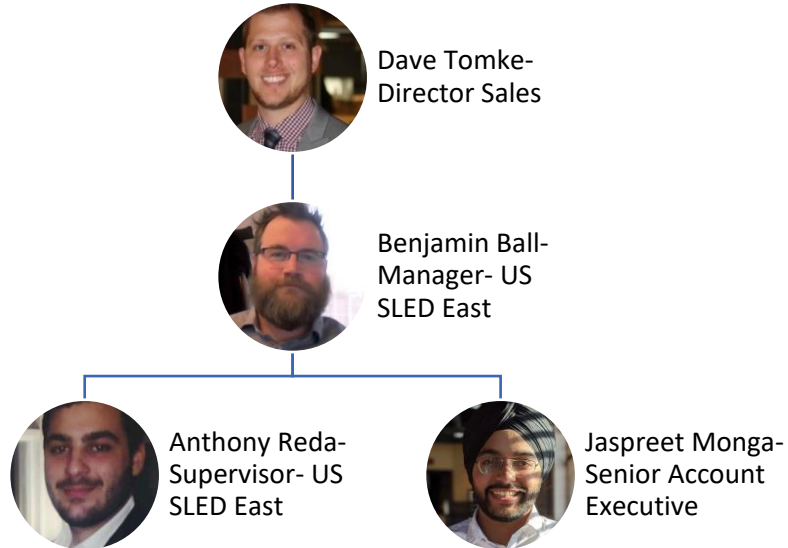 Dave Tomke-
Director Sales
Benjamin Ball-
Manager- US
SLED East
Anthony Reda-
Supervisor- US
SLED East
Jaspreet Monga-
Senior Account
Executive